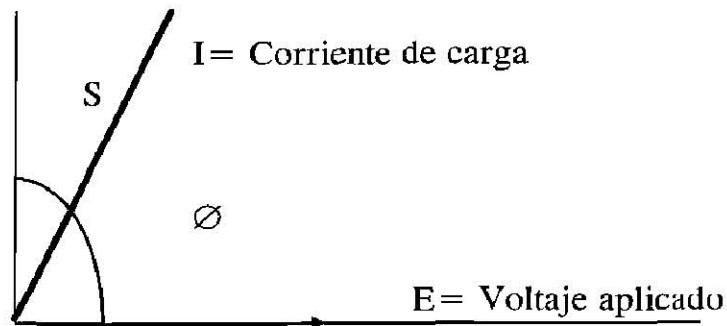 I= Corriente de carga
S
∅
E= Voltaje aplicado